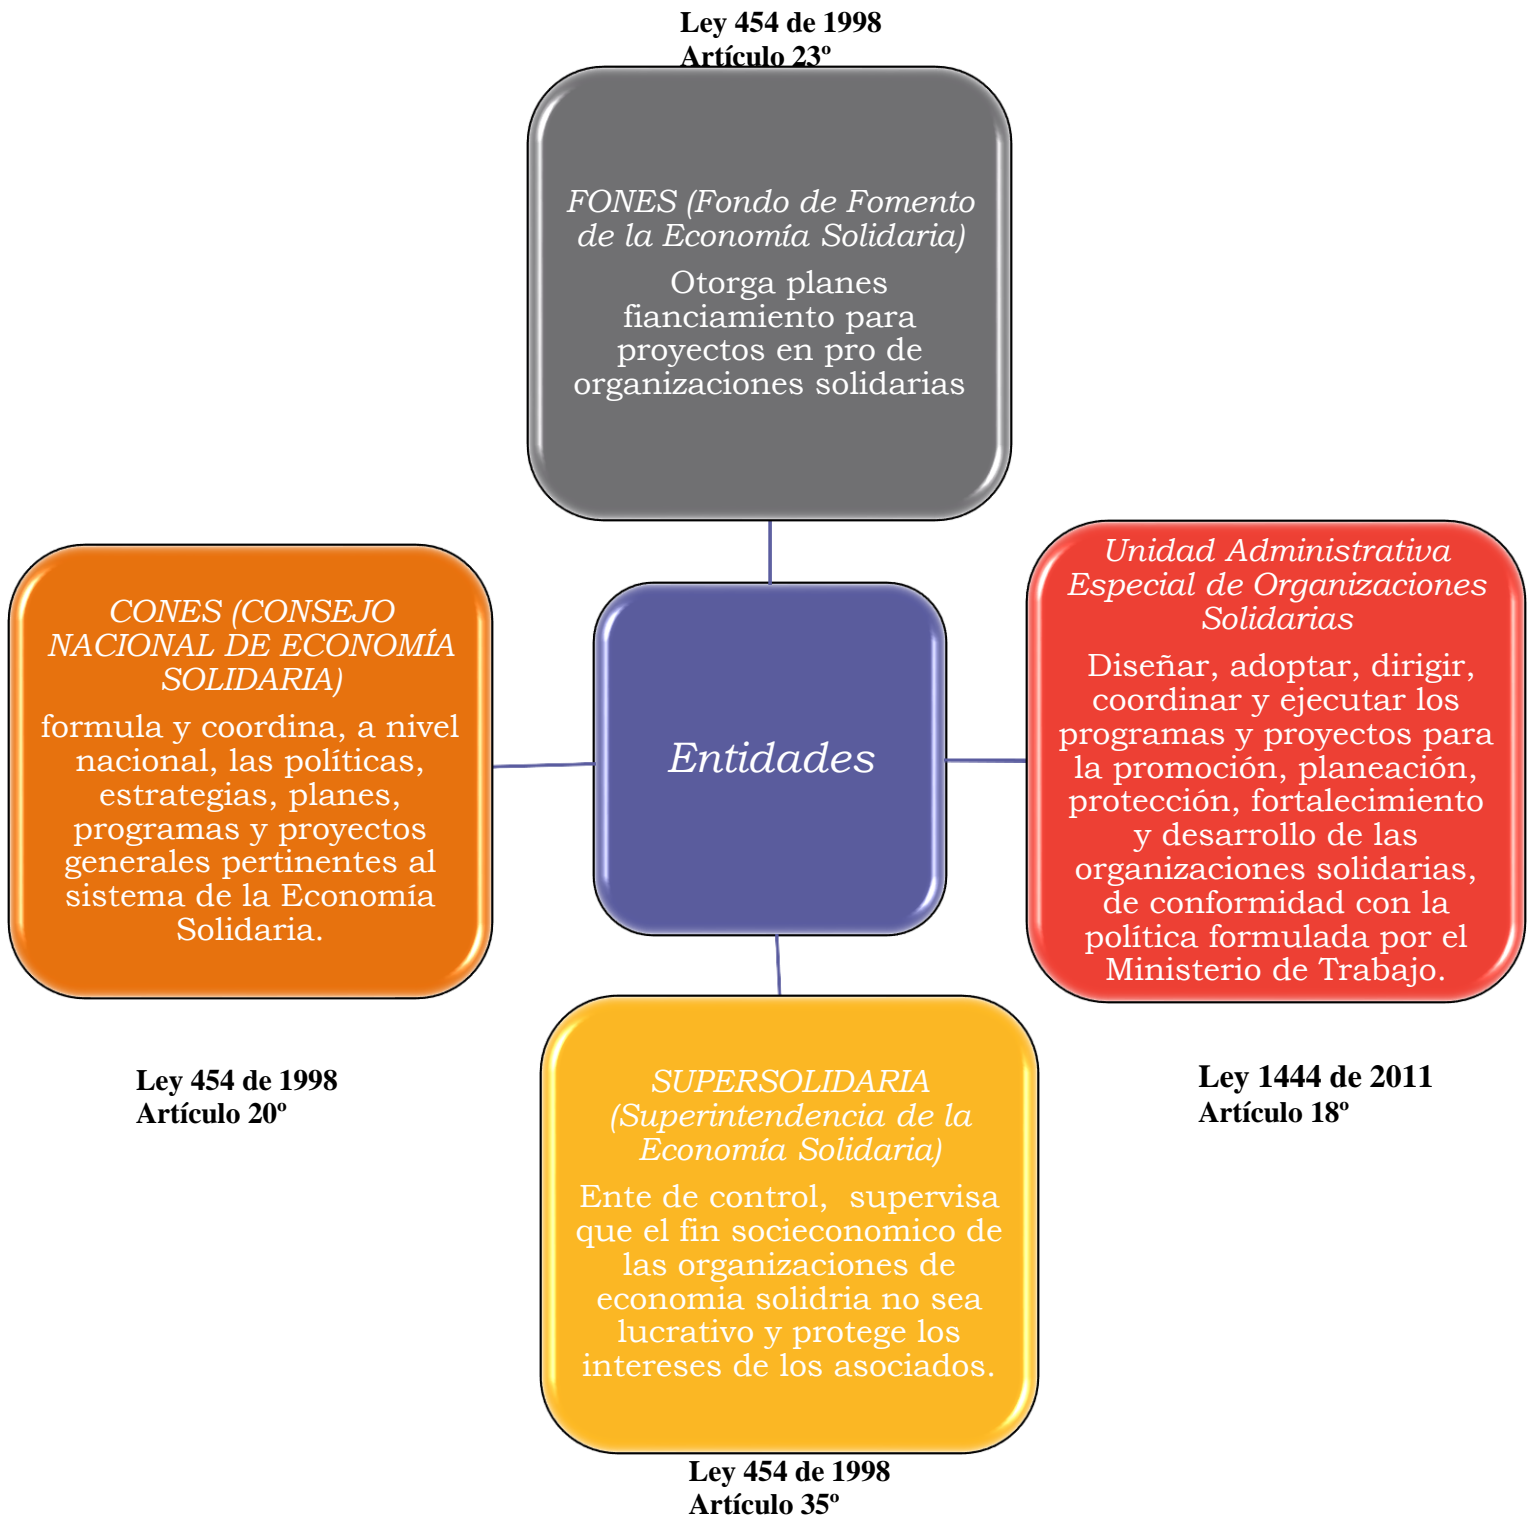 Ley 454 de 1998
Artículo 23º
FONES (Fondo de Fomento
de la Economía Solidaria)
Otorga planes
fianciamiento para
proyectos en pro de
organizaciones solidarias
CONES (CONSEJO
NACIONAL DE ECONOMÍA
SOLIDARIA)
formula y coordina, a nivel
nacional, las políticas,
estrategias, planes,
programas y proyectos
generales pertinentes al
sistema de la Economía
Solidaria.
Ley 454 de 1998
Artículo 20º
Entidades
Unidad Administrativa
Especial de Organizaciones
Solidarias
Diseñar, adoptar, dirigir,
coordinar y ejecutar los
programas y proyectos para
la promoción, planeación,
protección, fortalecimiento
y desarrollo de las
organizaciones solidarias,
de conformidad con la
política formulada por el
Ministerio de Trabajo.
Ley 1444 de 2011
Artículo 18º
SUPERSOLIDARIA
(Superintendencia de la
Economía Solidaria)
Ente de control,  supervisa
que el fin socieconomico de
las organizaciones de
economia solidria no sea
lucrativo y protege los
intereses de los asociados.
Ley 454 de 1998
Artículo 35º